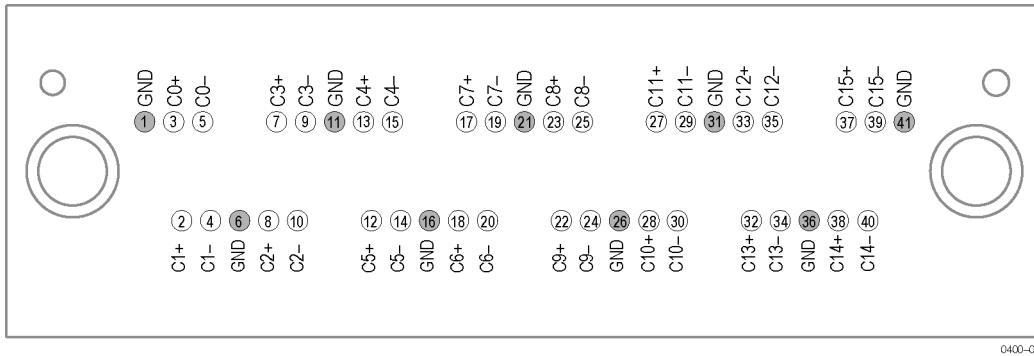 GND C0+ C0– C3+ C3– GND C4+ C4– C7+ C7– GND C8+ C8– C11+ C11– GND C12+ C12– C15+ C15– GND
1 3 5 7 9 11 13 15 17 19 21 23 25 27 29 31 33 35 37 39 41
2 4 6 8 10 12 14 16 18 20 22 24 26 28 30 32 34 36 38 40
C1+ C1– GND C2+ C2– C5+ C5– GND C6+ C6– C9+ C9– GND C10+ C10– C13+ C13– GND C14+ C14–